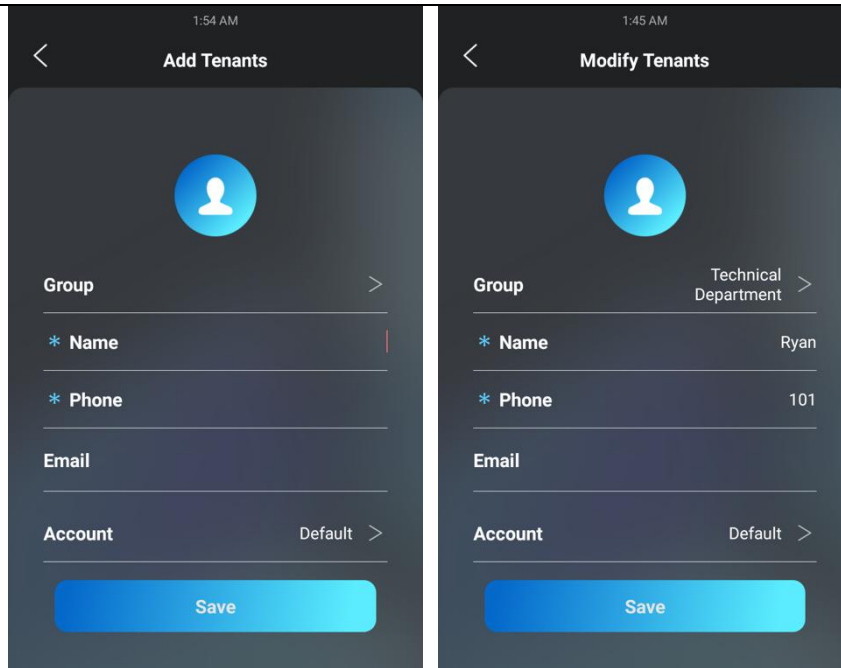 1:54 AM
Add Tenants
Group >
* Name
* Phone
Email
Account Default >
Save
1:45 AM
Modify Tenants
Group Technical Department >
* Name Ryan
* Phone 101
Email
Account Default >
Save